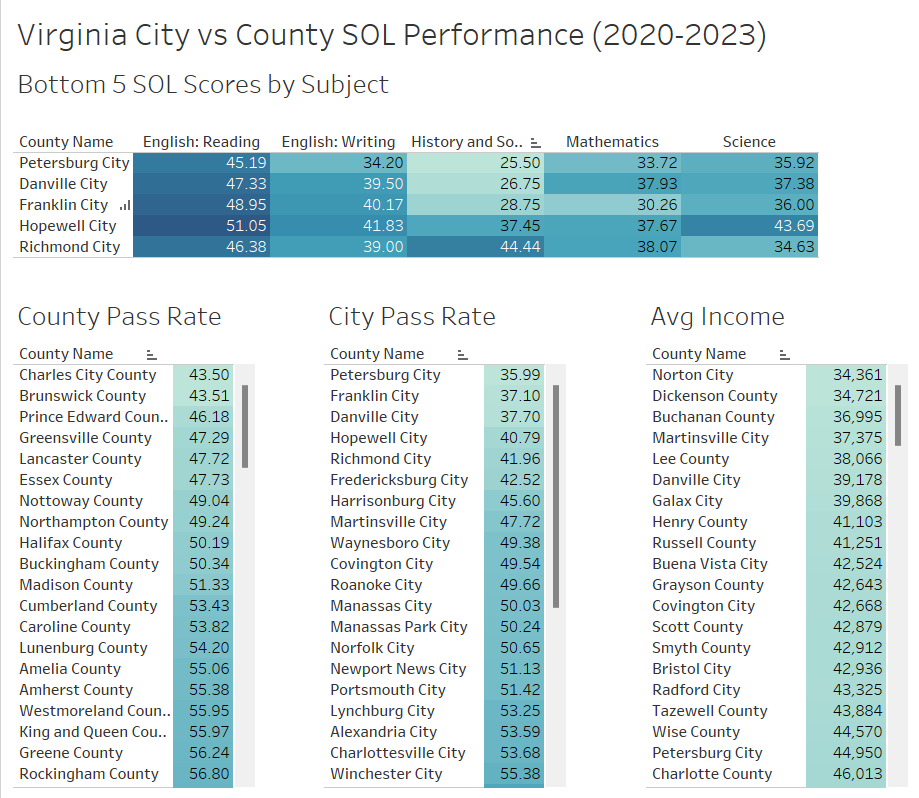 Virginia City vs County SOL Performance (2020-2023)
Bottom 5 SOL Scores by Subject
County Name English: Reading English: Writing History and So.. Mathematics Science
Petersburg City 45.19 34.20 25.50 33.72 35.92
Danville City 47.33 39.50 26.75 37.93 37.38
Franklin City 48.95 40.17 28.75 30.26 36.00
Hopewell City 51.05 41.83 37.45 37.67 43.69
Richmond City 46.38 39.00 44.44 38.07 34.63
County Pass Rate
County Name
Charles City County 43.50
Brunswick County 43.51
Prince Edward Coun.. 46.18
Greensville County 47.29
Lancaster County 47.72
Essex County 47.73
Nottoway County 49.04
Northampton County 49.24
Halifax County 50.19
Buckingham County 50.34
Madison County 51.33
Cumberland County 53.43
Caroline County 53.82
Lunenburg County 54.20
Amelia County 55.06
Amherst County 55.38
Westmoreland Coun.. 55.95
King and Queen Cou.. 55.97
Greene County 56.24
Rockingham County 56.80
City Pass Rate
County Name
Petersburg City 35.99
Franklin City 37.10
Danville City 37.70
Hopewell City 40.79
Richmond City 41.96
Fredericksburg City 42.52
Harrisonburg City 45.60
Martinsville City 47.72
Waynesboro City 49.38
Covington City 49.54
Roanoke City 49.66
Manassas City 50.03
Manassas Park City 50.24
Norfolk City 50.65
Newport News City 51.13
Portsmouth City 51.42
Lynchburg City 53.25
Alexandria City 53.59
Charlottesville City 53.68
Winchester City 55.38
Avg Income
County Name
Norton City 34,361
Dickenson County 34,721
Buchanan County 36,995
Martinsville City 37,375
Lee County 38,066
Danville City 39,178
Galax City 39,868
Henry County 41,103
Russell County 41,251
Buena Vista City 42,524
Grayson County 42,643
Covington City 42,668
Scott County 42,879
Smyth County 42,912
Bristol City 42,936
Radford City 43,325
Tazewell County 43,884
Wise County 44,570
Petersburg City 44,950
Charlotte County 46,013